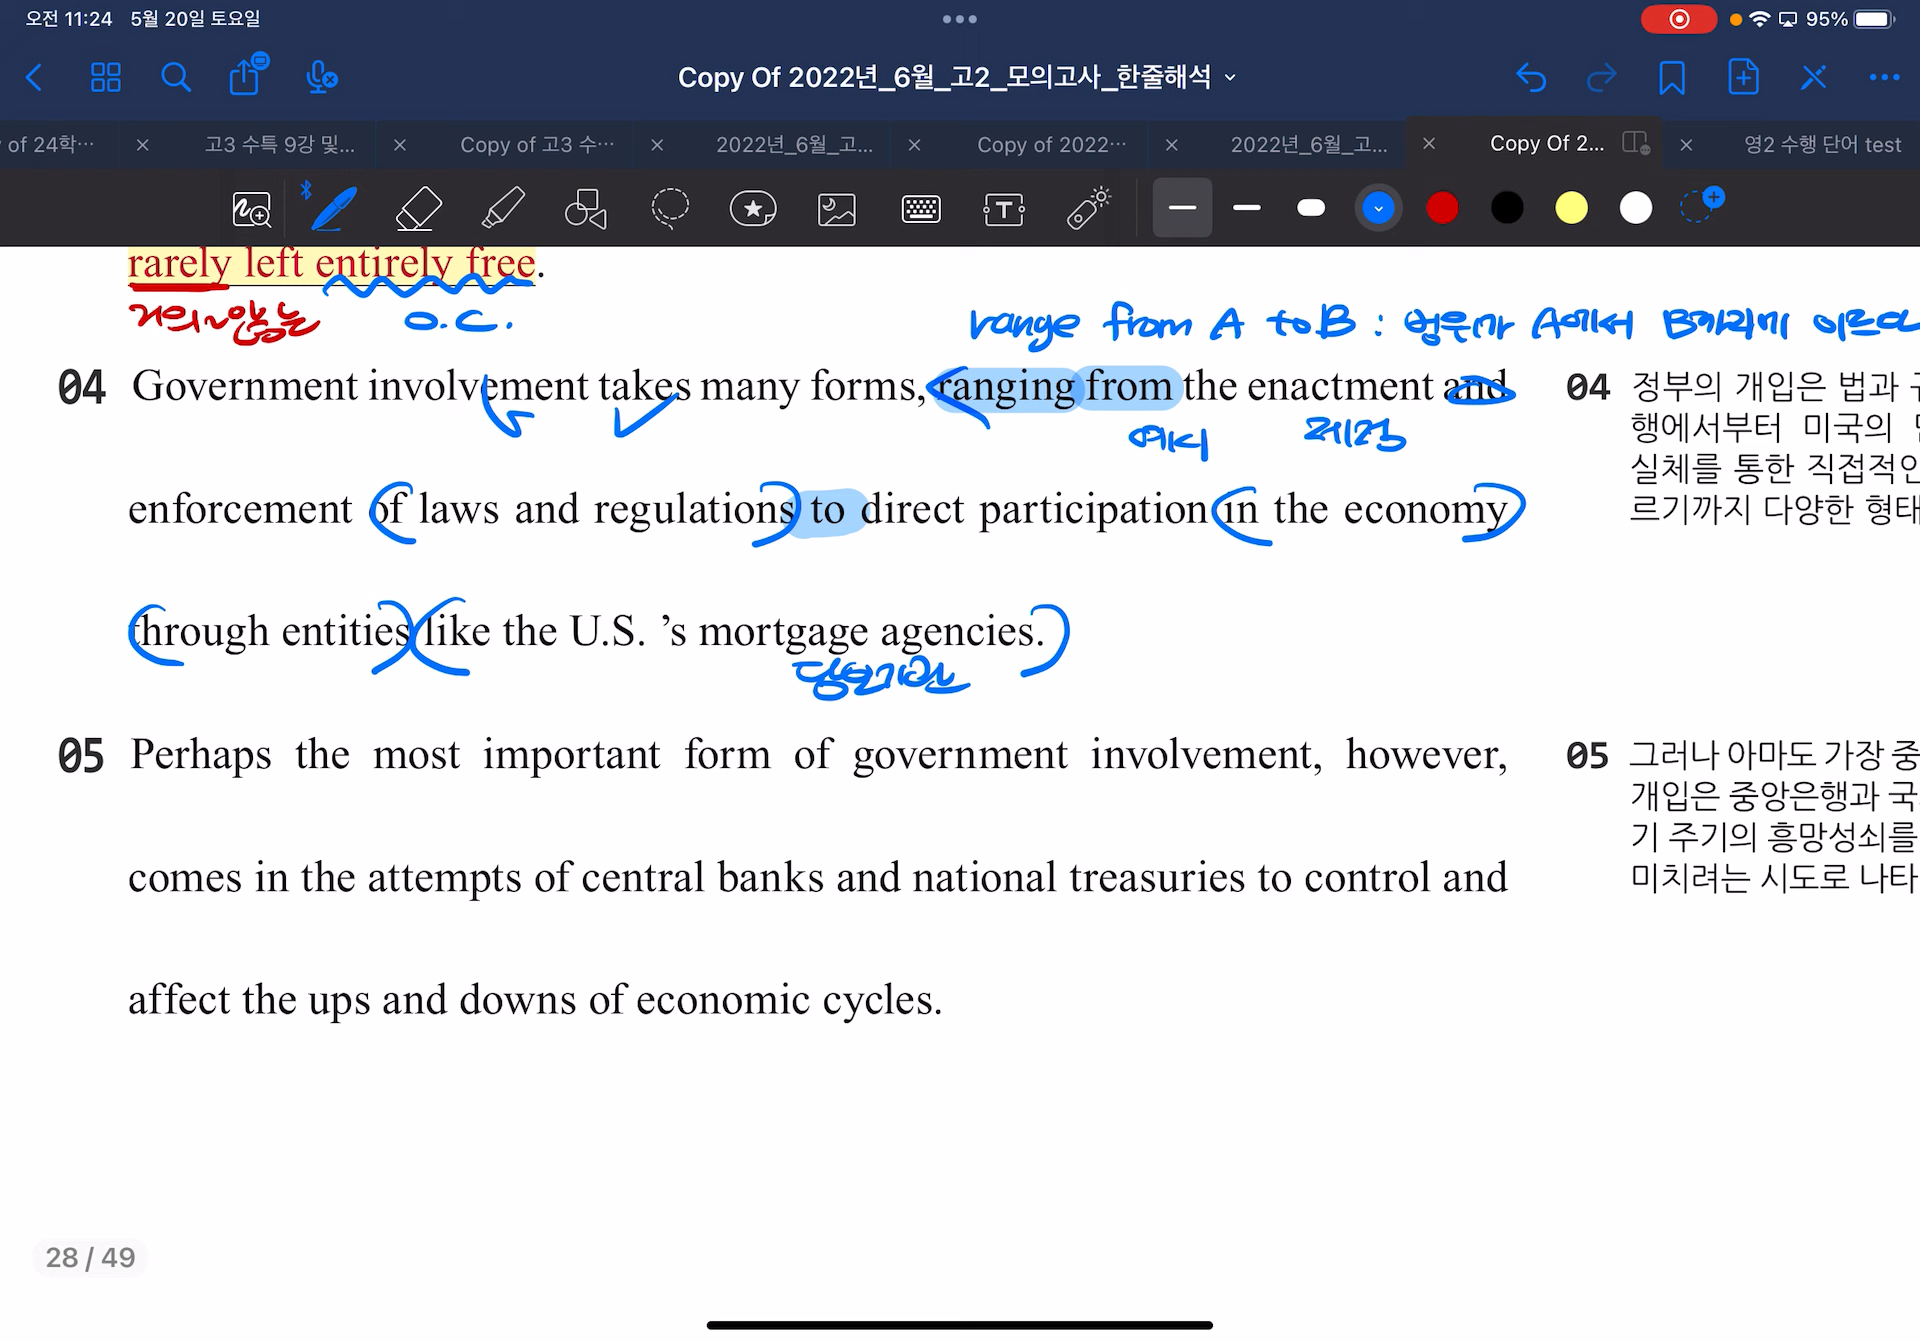 오전 11:24 5월 20일 토요일
95%
Copy Of 2022년_6월_고2_모의고사_한줄해석
of 24학…
고3 수특 9강 및...
Copy of 고3 수…
2022년_6월_고...
Copy of 2022…
2022년_6월_고...
Copy Of 2...
영2 수행 단어 test
rarely left entirely free.
거의~않는 O.C.
range from A to B : 범위가 A에서 B까지에 이르다
04 Government involvement takes many forms, ranging from the enactment and
예시 제정
enforcement of laws and regulations to direct participation in the economy
through entities like the U.S. ’s mortgage agencies.
담보기관
04 정부의 개입은 법과
행에서부터 미국의
실체를 통한 직접적인
르기까지 다양한 형태
05 Perhaps the most important form of government involvement, however,
comes in the attempts of central banks and national treasuries to control and
affect the ups and downs of economic cycles.
05 그러나 아마도 가장 중
개입은 중앙은행과 국
기 주기의 흥망성쇠를
미치려는 시도로 나타
28 / 49